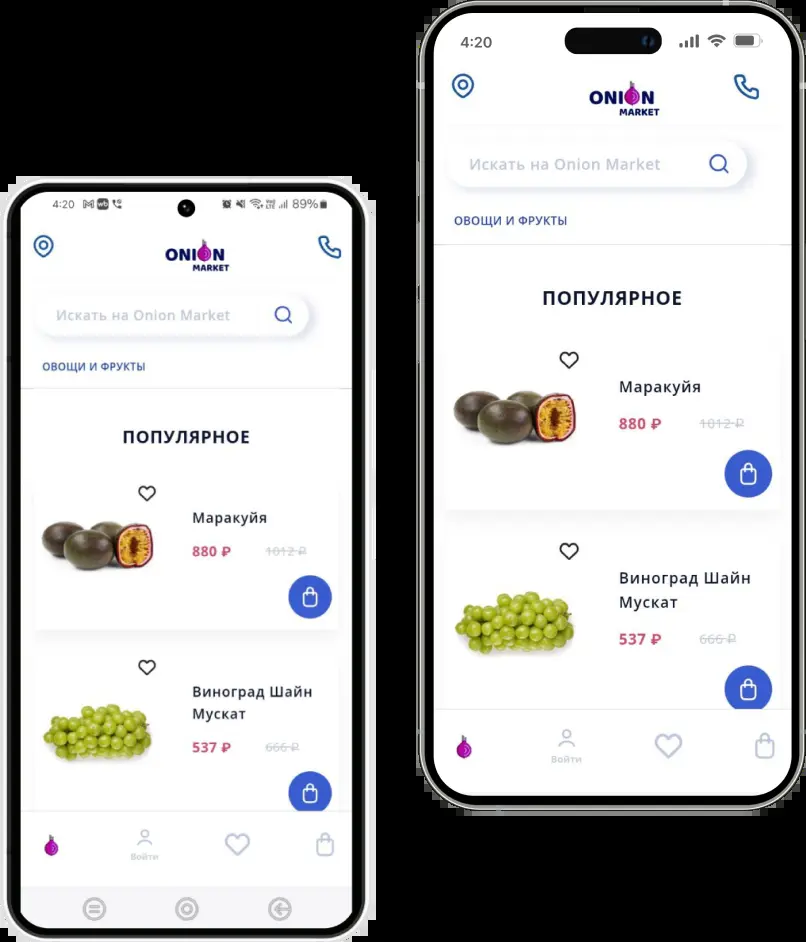 4:20
ONION
MARKET
Искать на Onion Market
ОВОЩИ И ФРУКТЫ
ПОПУЛЯРНОЕ
Маракуйя
880 ₽ 1012 ₽
Виноград Шайн
Мускат
537 ₽ 666 ₽
Войти
4:20 89%
ONION
MARKET
Искать на Onion Market
ОВОЩИ И ФРУКТЫ
ПОПУЛЯРНОЕ
Маракуйя
880 ₽ 1012 ₽
Виноград Шайн
Мускат
537 ₽ 666 ₽
Войти